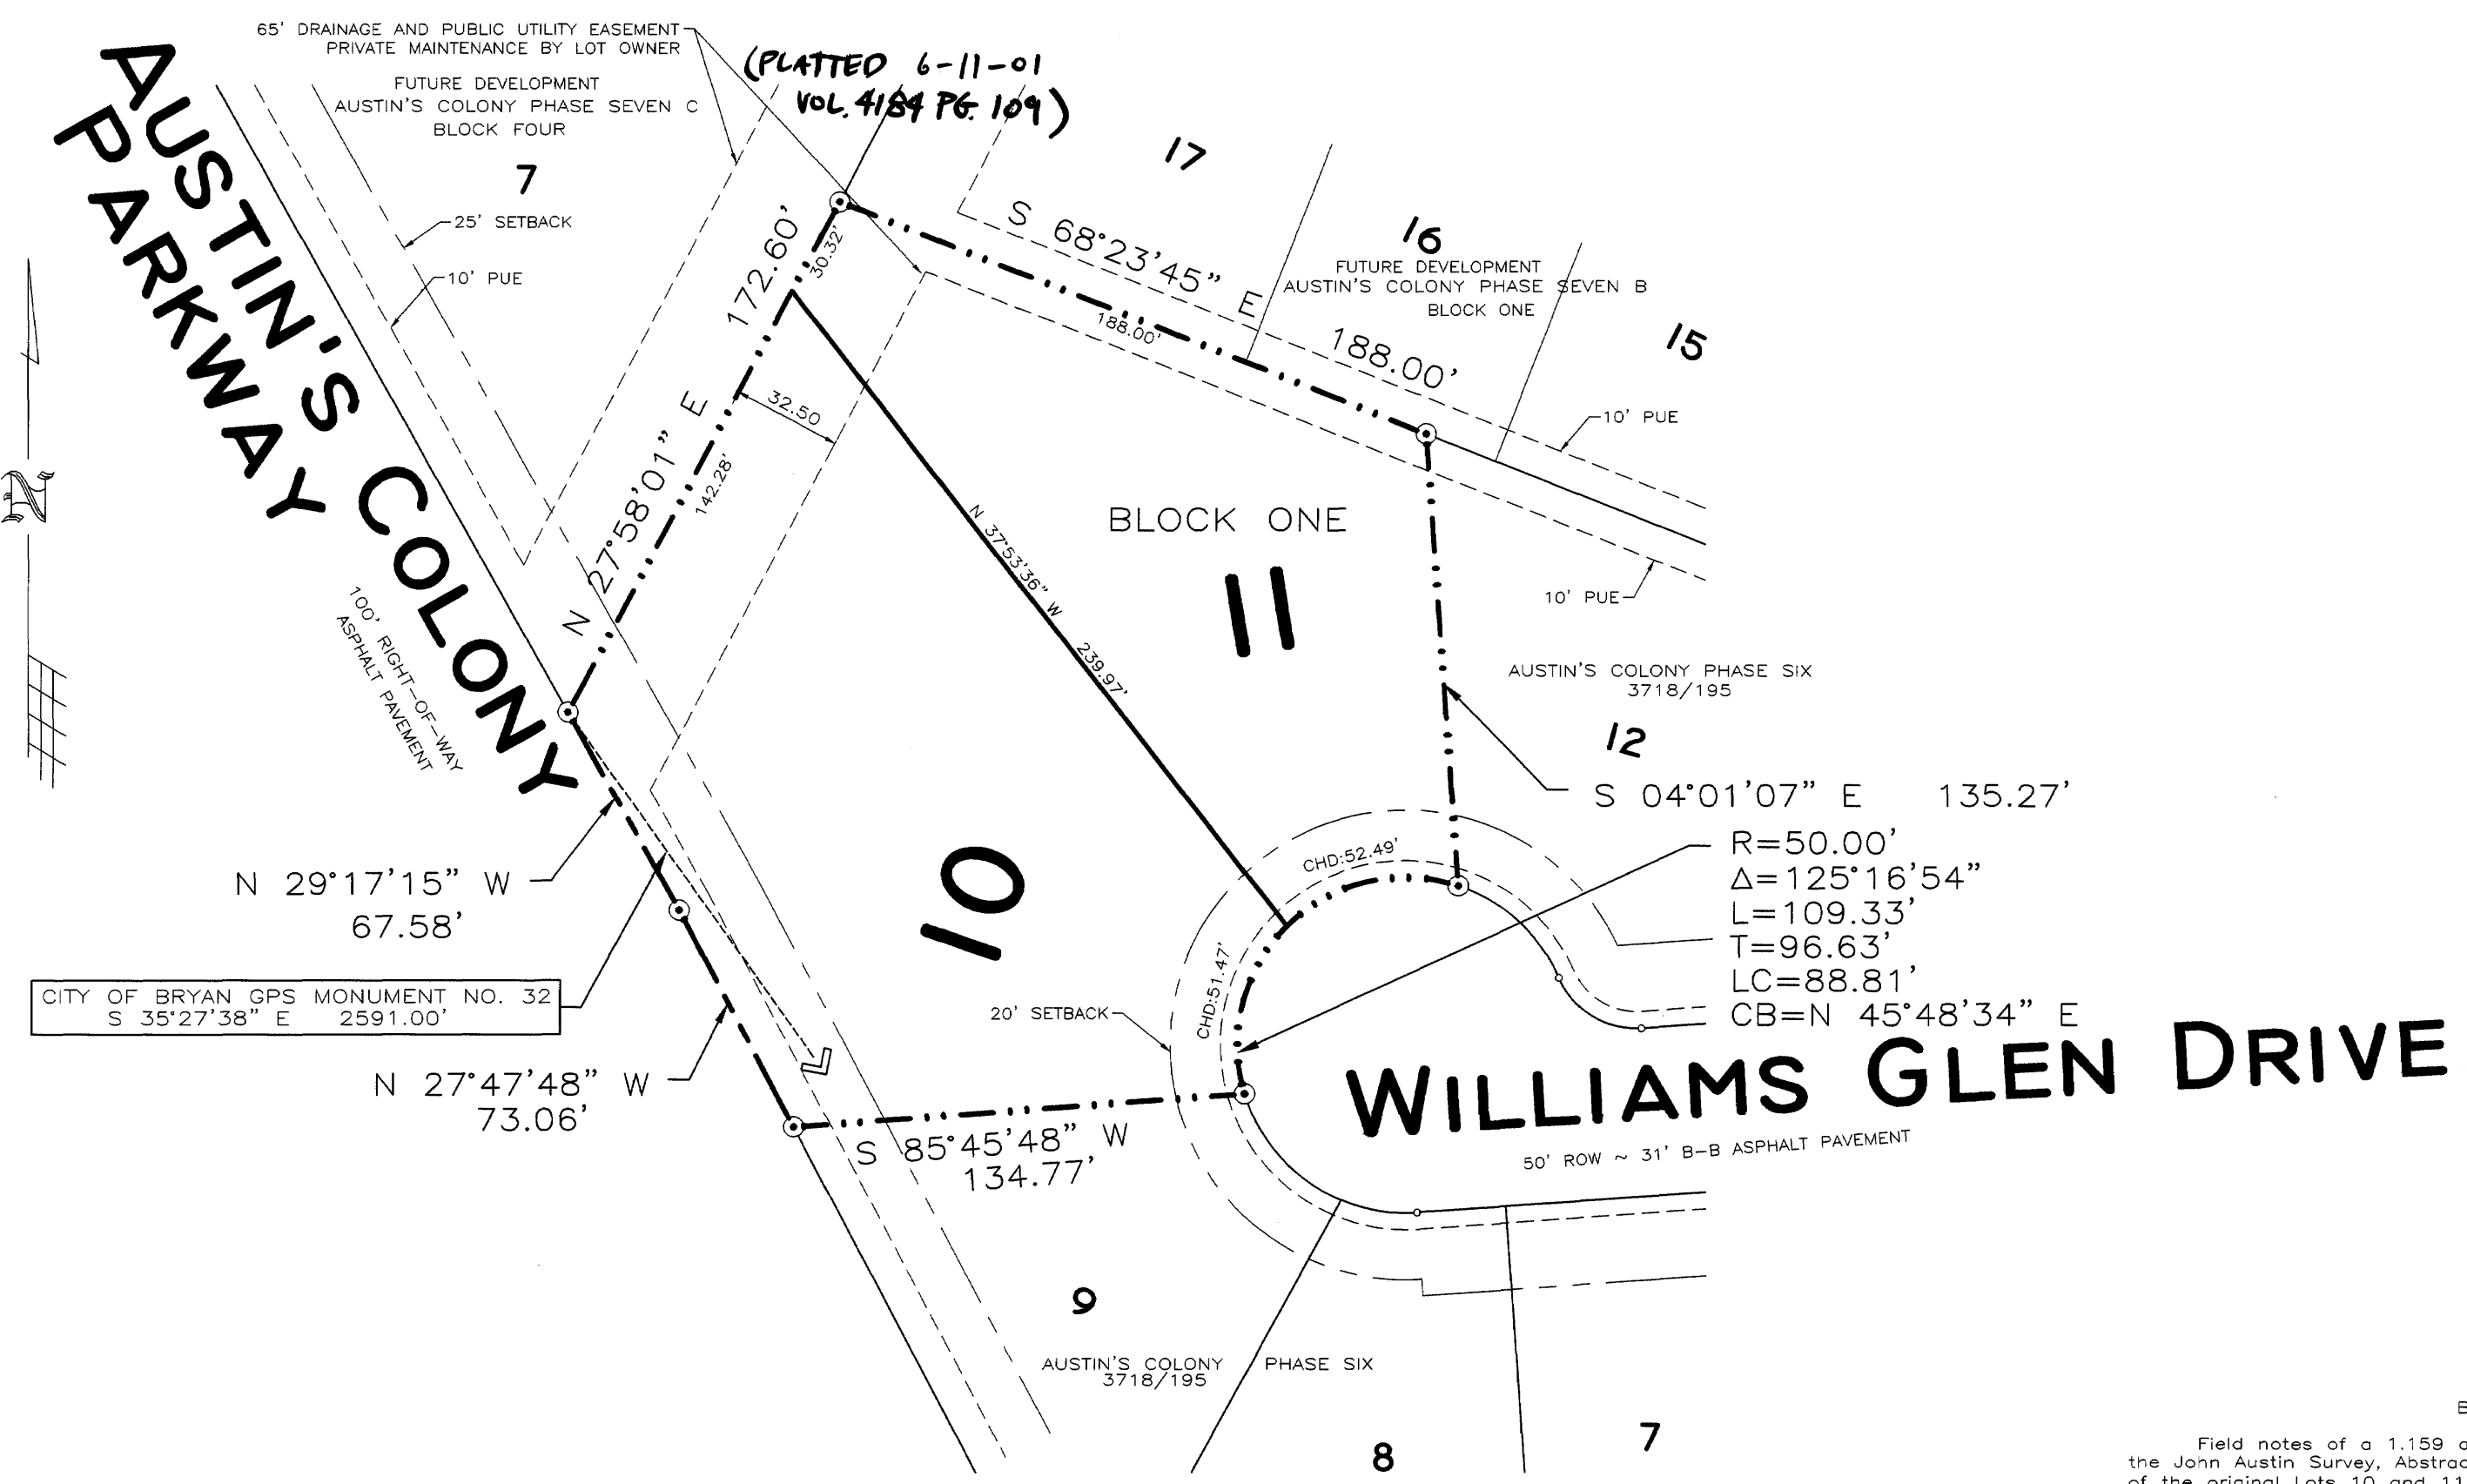 65' DRAINAGE AND PUBLIC UTILITY EASEMENT
PRIVATE MAINTENANCE BY LOT OWNER
FUTURE DEVELOPMENT
AUSTIN'S COLONY PHASE SEVEN C
BLOCK FOUR
7
(PLATTED 6-11-01
VOL. 4184 PG. 109)
AUSTIN'S COLONY
PARKWAY
25' SETBACK
10' PUE
100' RIGHT-OF-WAY
ASPHALT PAVEMENT
N
17
16
FUTURE DEVELOPMENT
AUSTIN'S COLONY PHASE SEVEN B
BLOCK ONE
15
S 68°23'45" E 188.00'
188.00'
N 27°58'01" E 172.60'
30.32'
142.28'
32.50
10' PUE
10' PUE
BLOCK ONE
11
N 37°53'36" W 239.97'
AUSTIN'S COLONY PHASE SIX
3718/195
12
S 04°01'07" E 135.27'
R=50.00'
Δ=125°16'54"
L=109.33'
T=96.63'
LC=88.81'
CB=N 45°48'34" E
CHD:52.49'
CHD:51.47'
10
20' SETBACK
N 29°17'15" W
67.58'
CITY OF BRYAN GPS MONUMENT NO. 32
S 35°27'38" E 2591.00'
N 27°47'48" W
73.06'
S 85°45'48" W
134.77'
WILLIAMS GLEN DRIVE
50' ROW ~ 31' B-B ASPHALT PAVEMENT
9
AUSTIN'S COLONY PHASE SIX
3718/195
8
7
Field notes of a 1.159
the John Austin Survey,
of the original Lots 10 and 11